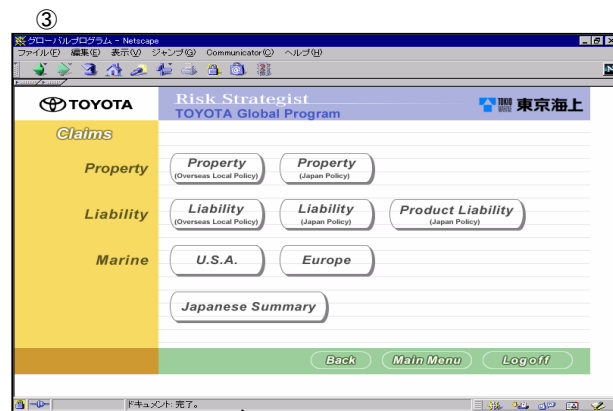 ③
グローバルプログラム - Netscape
ファイル(F) 編集(E) 表示(V) ジャンプ(G) Communicator(C) ヘルプ(H)
TOYOTA
Risk Strategist
TOYOTA Global Program
東京海上
Claims
Property
Property
(Overseas Local Policy)
Property
(Japan Policy)
Liability
Liability
(Overseas Local Policy)
Liability
(Japan Policy)
Product Liability
(Japan Policy)
Marine
U.S.A.
Europe
Japanese Summary
Back
Main Menu
Logoff
ドキュメント: 完了。